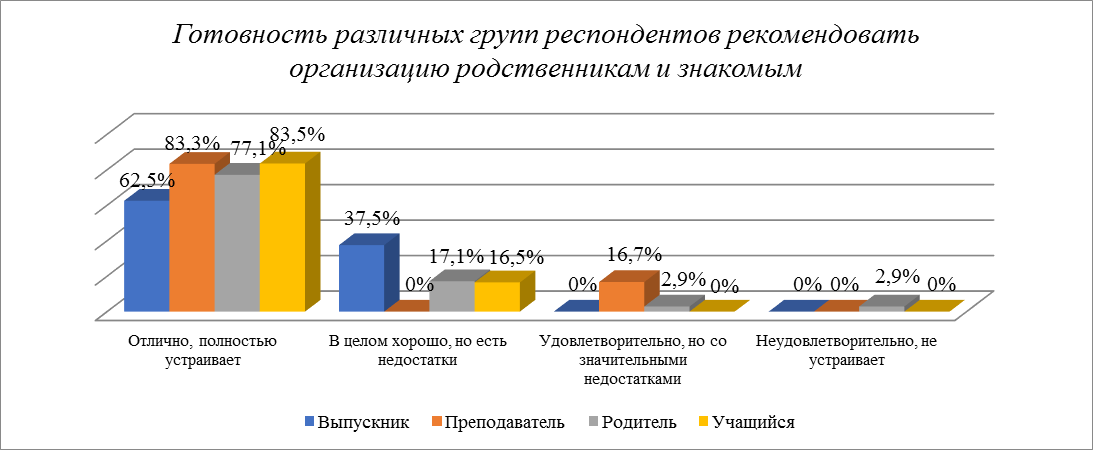 Готовность различных групп респондентов рекомендовать
организацию родственникам и знакомым
62,5%
83,3%
77,1%
83,5%
37,5%
0%
17,1%
16,5%
0%
16,7%
2,9%
0%
0%
0%
2,9%
0%
Отлично, полностью
устраивает
В целом хорошо, но есть
недостатки
Удовлетворительно, но со
значительными
недостатками
Неудовлетворительно, не
устраивает
Выпускник
Преподаватель
Родитель
Учащийся